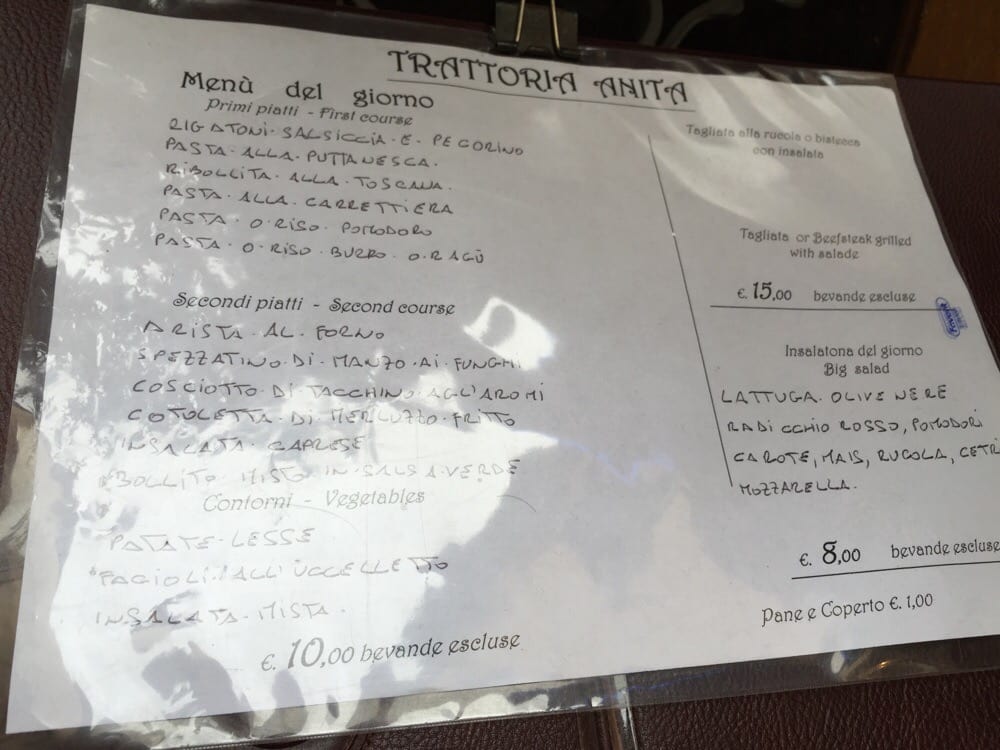 TRATTORIA ANITA
Menù del giorno
Primi piatti - First course
RIGATONI · SALSICCIA · E · PECORINO
PASTA · ALLA · PUTTANESCA.
RIBOLLITA · ALLA · TOSCANA.
PASTA · ALLA · CARRETTIERA
PASTA · O · RISO · POMODORO
PASTA · O · RISO · BURRO · O · RAGÙ
Secondi piatti - Second course
ARISTA · AL · FORNO
SPEZZATINO · DI · MANZO · AI · FUNGHI
COSCIOTTO · DI · TACCHINO · AGL'AROMI
COTOLETTA · DI · MERLUZZO · FRITTO
INSALATA · CAPRESE
*BOLLITO · MISTO · IN · SALSA · VERDE
Contorni - Vegetables
PATATE - LESSE
*FAGIOLI · ALL'UCCELLETTO
INSALATA · MISTA ·
€. 10,00 bevande escluse
Tagliata alla rucola o bistecca
con insalata
Tagliata or Beefsteak grilled
with salade
€. 15,00 bevande escluse
Insalatona del giorno
Big salad
LATTUGA · OLIVE NERE
RADICCHIO ROSSO, POMODORI
CAROTE, MAIS, RUCOLA, CETR
MOZZARELLA.
€. 8,00 bevande escluse
Pane e Coperto €. 1,00